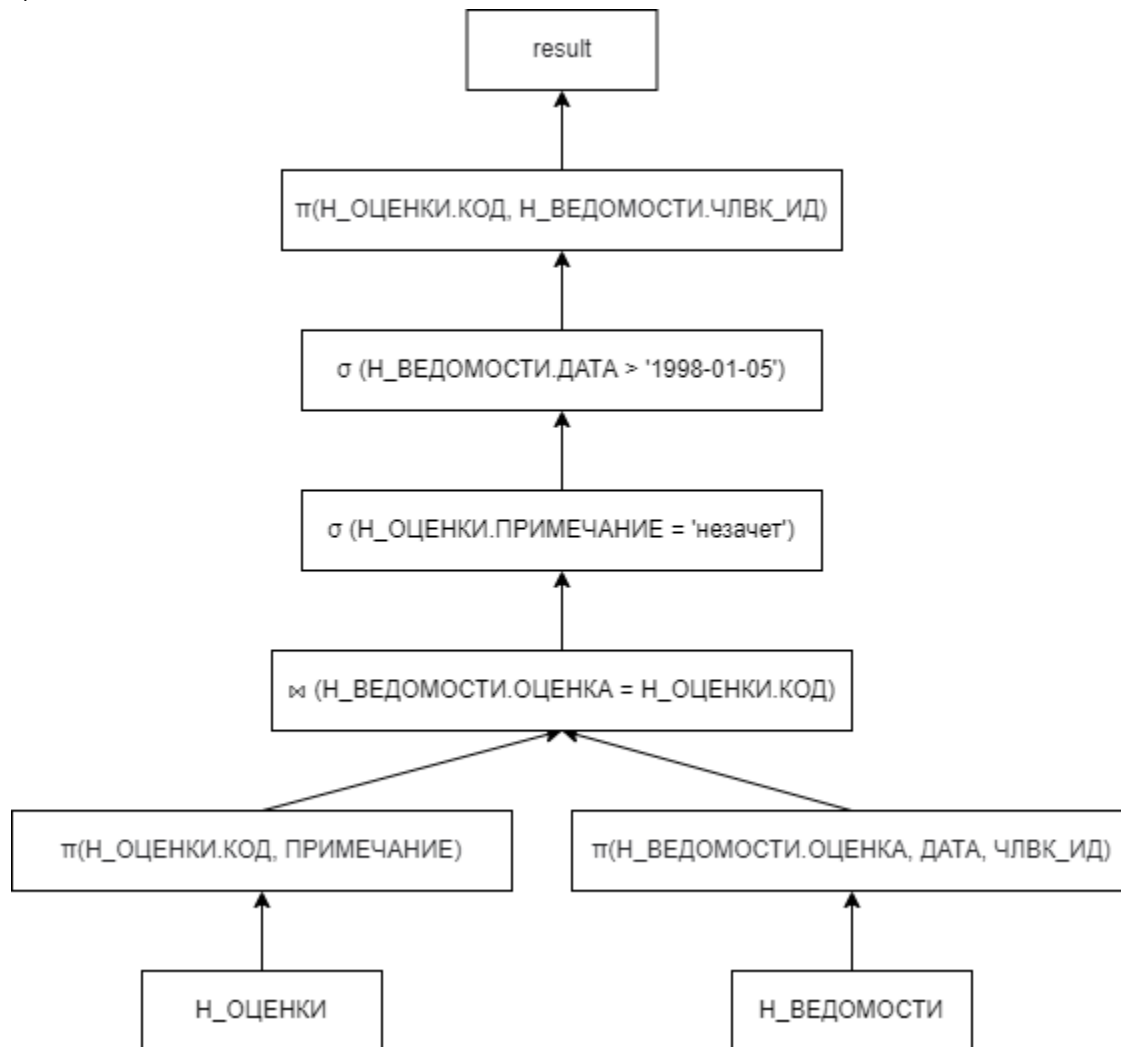 result
π(Н_ОЦЕНКИ.КОД, Н_ВЕДОМОСТИ.ЧЛВК_ИД)
σ (Н_ВЕДОМОСТИ.ДАТА > '1998-01-05')
σ (Н_ОЦЕНКИ.ПРИМЕЧАНИЕ = 'незачет')
⋈ (Н_ВЕДОМОСТИ.ОЦЕНКА = Н_ОЦЕНКИ.КОД)
π(Н_ОЦЕНКИ.КОД, ПРИМЕЧАНИЕ)
π(Н_ВЕДОМОСТИ.ОЦЕНКА, ДАТА, ЧЛВК_ИД)
Н_ОЦЕНКИ
Н_ВЕДОМОСТИ